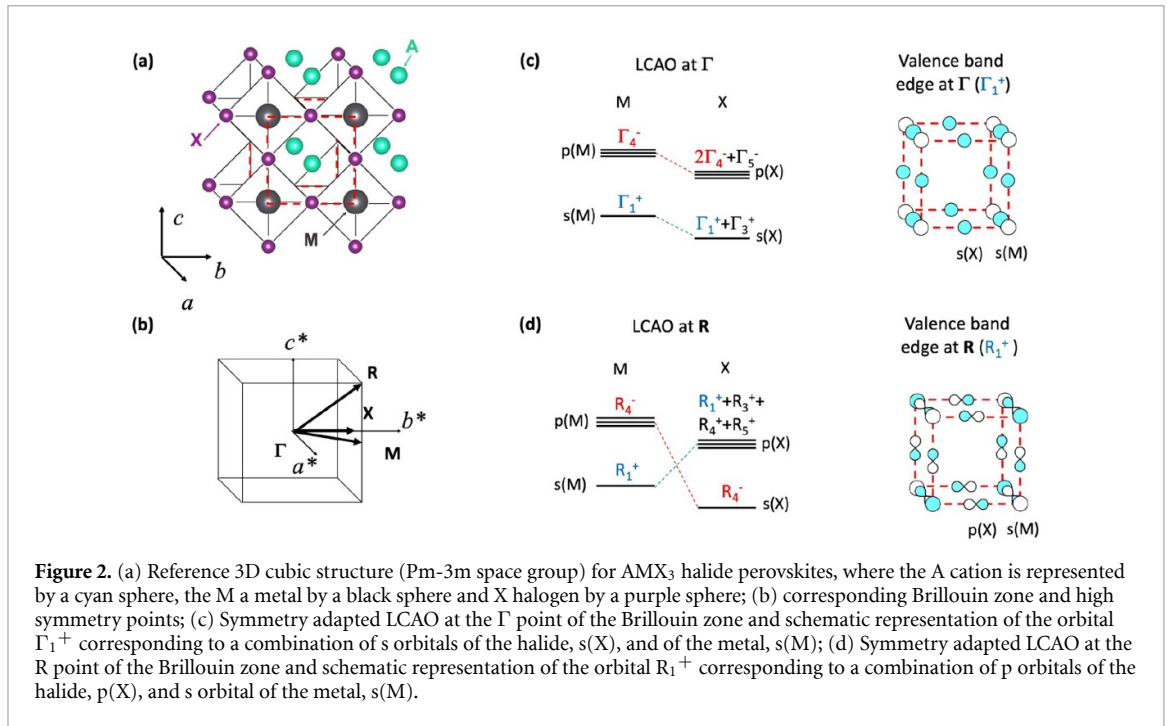 (a)
A
X
M
c
b
a
(b)
c*
R
X
b*
Γ
M
a*
(c)
LCAO at Γ
M X
Γ₄⁻
p(M)
2Γ₄⁻+Γ₅⁻
p(X)
Γ₁⁺
s(M)
Γ₁⁺+Γ₃⁺
s(X)
Valence band
edge at Γ (Γ₁⁺)
s(X) s(M)
(d)
LCAO at R
M X
R₄⁻
p(M)
R₁⁺+R₃⁺+
R₄⁺+R₅⁺
p(X)
R₁⁺
s(M)
R₄⁻
s(X)
Valence band
edge at R (R₁⁺)
p(X) s(M)
Figure 2. (a) Reference 3D cubic structure (Pm-3m space group) for AMX₃ halide perovskites, where the A cation is represented
by a cyan sphere, the M a metal by a black sphere and X halogen by a purple sphere; (b) corresponding Brillouin zone and high
symmetry points; (c) Symmetry adapted LCAO at the Γ point of the Brillouin zone and schematic representation of the orbital
Γ₁⁺ corresponding to a combination of s orbitals of the halide, s(X), and of the metal, s(M); (d) Symmetry adapted LCAO at the
R point of the Brillouin zone and schematic representation of the orbital R₁⁺ corresponding to a combination of p orbitals of the
halide, p(X), and s orbital of the metal, s(M).